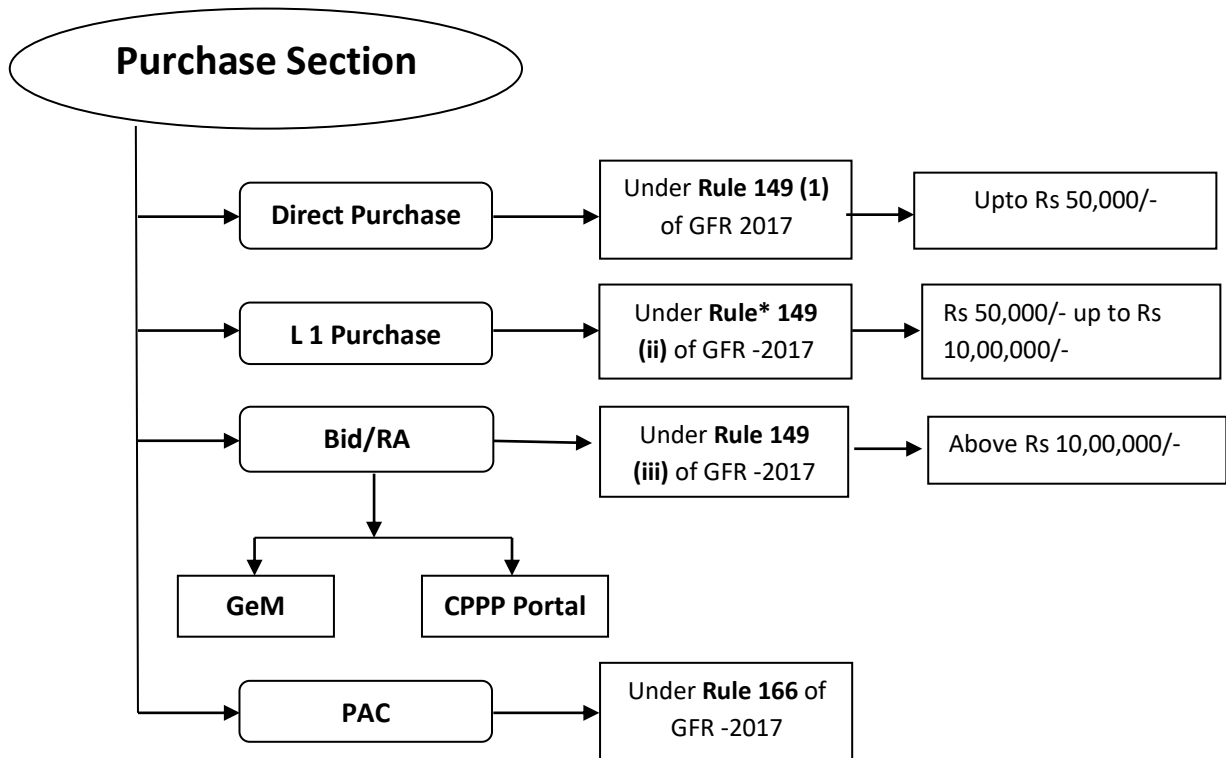 Purchase Section
Direct Purchase
Under Rule 149 (1)
of GFR 2017
Upto Rs 50,000/-
L 1 Purchase
Under Rule* 149
(ii) of GFR -2017
Rs 50,000/- up to Rs
10,00,000/-
Bid/RA
Under Rule 149
(iii) of GFR -2017
Above Rs 10,00,000/-
GeM
CPPP Portal
PAC
Under Rule 166 of
GFR -2017